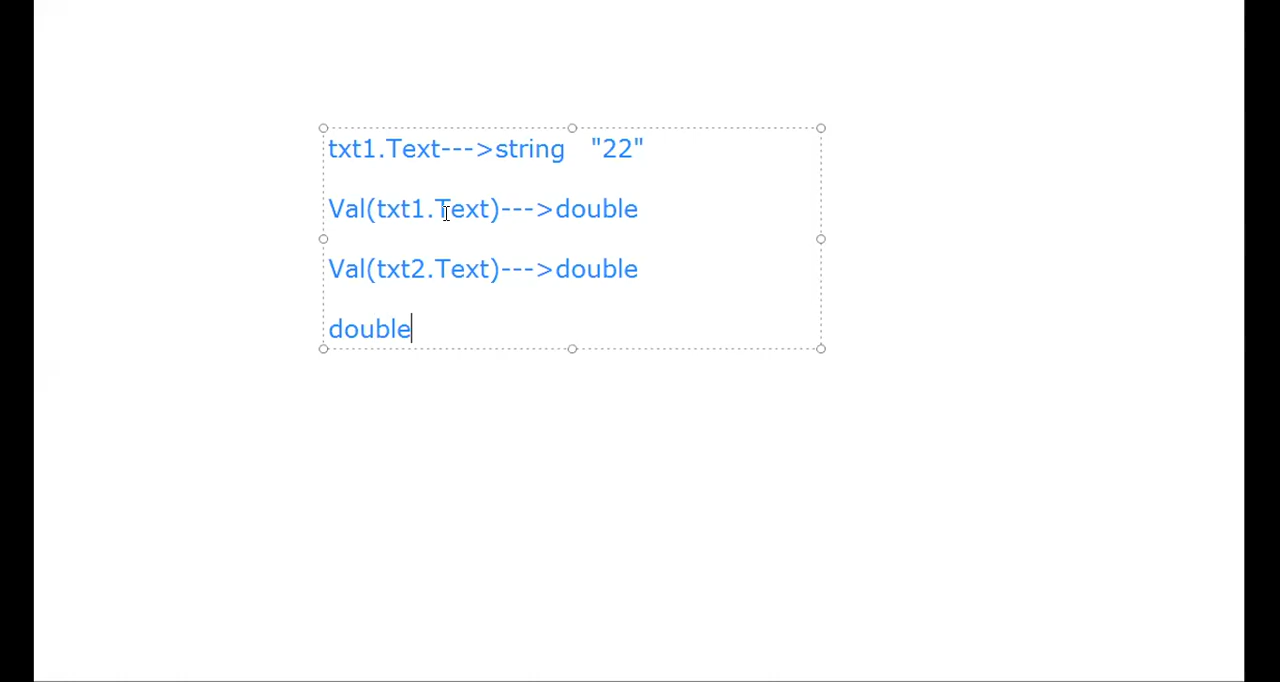 txt1.Text--->string "22"
Val(txt1.Text)--->double
Val(txt2.Text)--->double
double